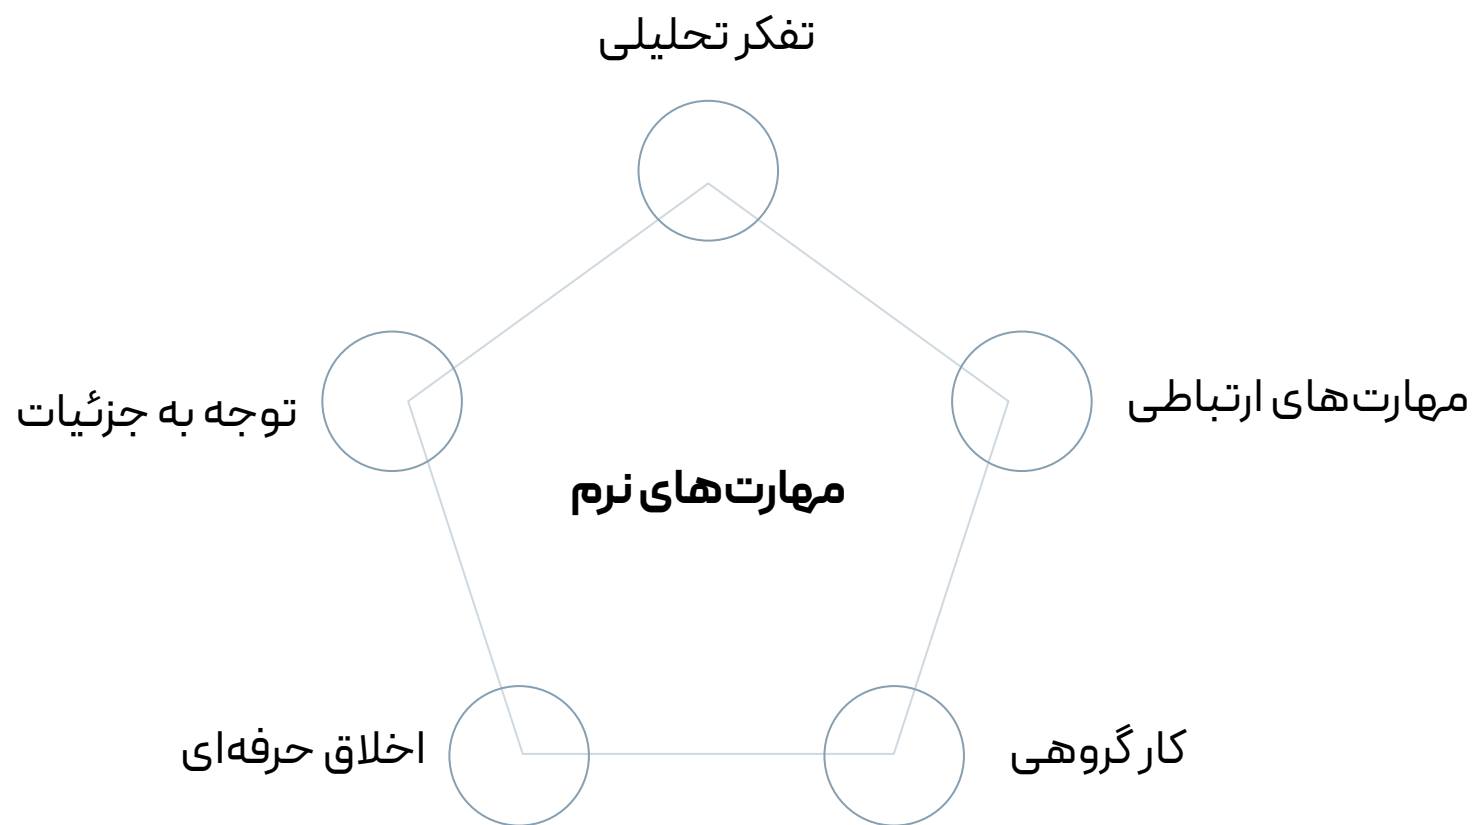 تفکر تحلیلی
مهارت‌های ارتباطی
توجه به جزئیات
مهارت‌های نرم
کار گروهی
اخلاق حرفه‌ای